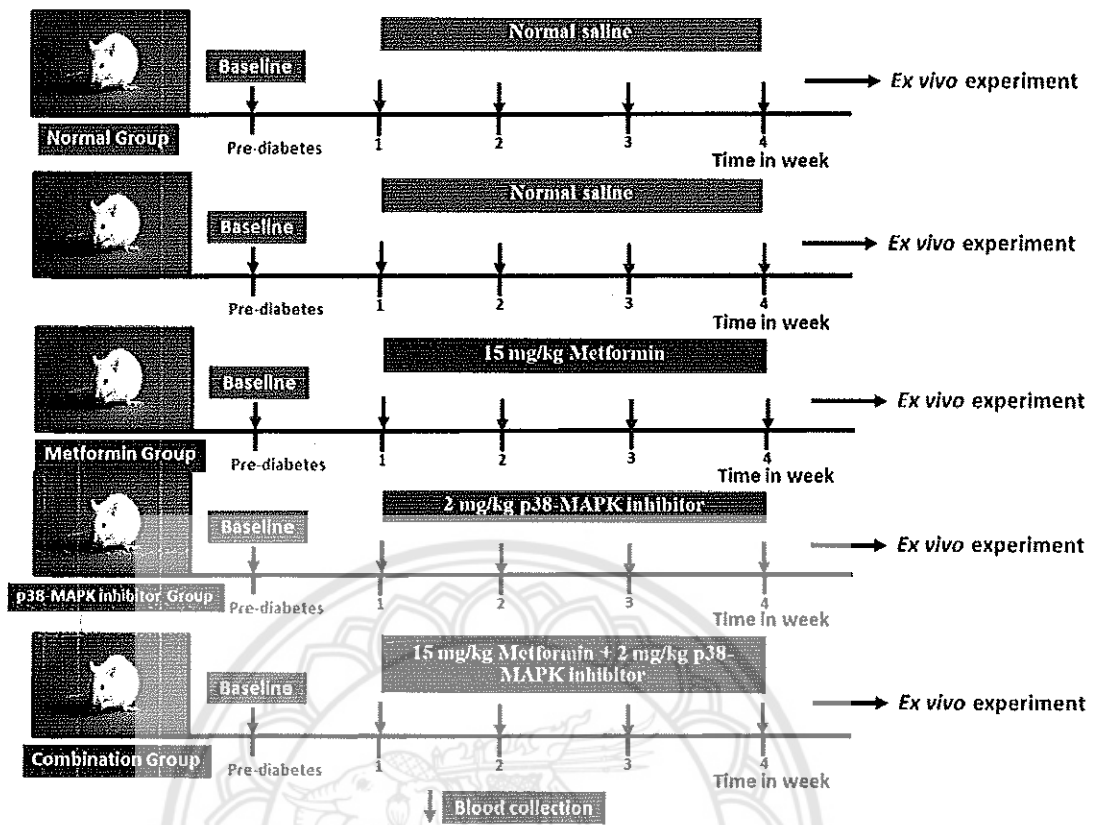 Normal saline
Baseline
Ex vivo experiment
Normal Group
Pre-diabetes
1
2
3
4
Time in week
Normal saline
Baseline
Ex vivo experiment
Pre-diabetes
1
2
3
4
Time in week
15 mg/kg Metformin
Baseline
Ex vivo experiment
Metformin Group
Pre-diabetes
1
2
3
4
Time in week
2 mg/kg p38-MAPK inhibitor
Baseline
Ex vivo experiment
p38-MAPK inhibitor Group
Pre-diabetes
1
2
3
4
Time in week
15 mg/kg Metformin + 2 mg/kg p38-
MAPK inhibitor
Baseline
Ex vivo experiment
Combination Group
Pre-diabetes
1
2
3
4
Time in week
Blood collection